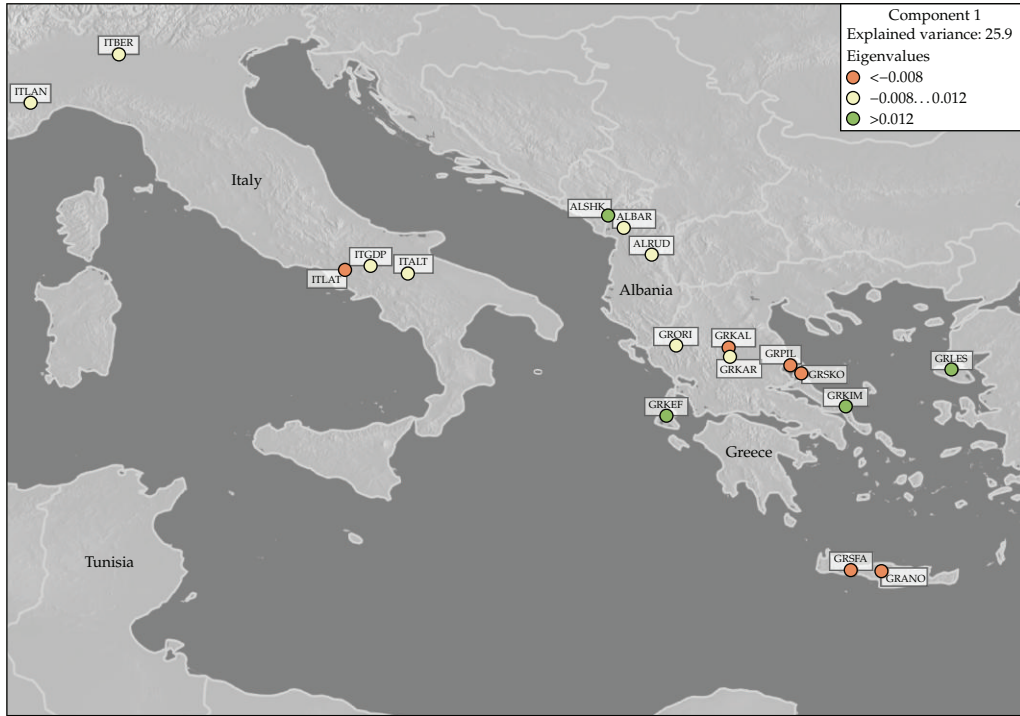 Component 1
Explained variance: 25.9
Eigenvalues
<−0.008
−0.008…0.012
>0.012
ITBER
ITLAN
Italy
ALSHK
ALBAR
ALRUD
ITGDP
ITALT
ITLAT
Albania
GRORI
GRKAL
GRKAR
GRPIL
GRSKO
GRLES
GRKIM
GRKEF
Greece
Tunisia
GRSFA
GRANO